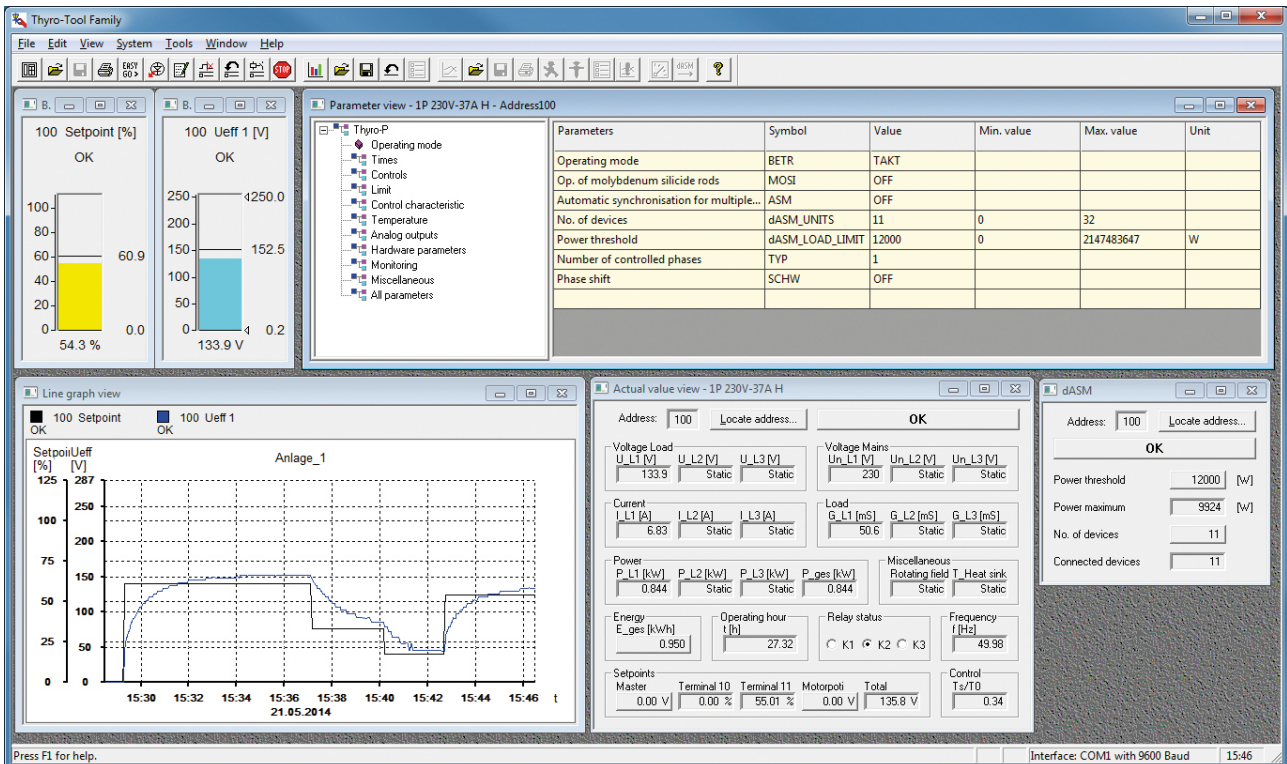 Thyro-Tool Family
File Edit View System Tools Window Help
EASY GO > STOP dASM ?
B.
100 Setpoint [%]
OK
100
80
60 60.9
40
20
0 0.0
54.3 %
B.
100 Ueff 1 [V]
OK
250 250.0
200
150 152.5
100
50
0 0.2
133.9 V
Parameter view - 1P 230V-37A H - Address100
Thyro-P
Operating mode
Times
Controls
Limit
Control characteristic
Temperature
Analog outputs
Hardware parameters
Monitoring
Miscellaneous
All parameters
Parameters Symbol Value Min. value Max. value Unit
Operating mode BETR TAKT
Op. of molybdenum silicide rods MOSI OFF
Automatic synchronisation for multiple... ASM OFF
No. of devices dASM_UNITS 11 0 32
Power threshold dASM_LOAD_LIMIT 12000 0 2147483647 W
Number of controlled phases TYP 1
Phase shift SCHW OFF
Line graph view
100 Setpoint 100 Ueff 1
OK OK
Setpoii Ueff
[%] [V]
Anlage_1
125 287
250
100
200
75 150
50 100
25 50
0 0
15:30 15:32 15:34 15:36 15:38 15:40 15:42 15:44 15:46 t
21.05.2014
Actual value view - 1P 230V-37A H
Address: 100 Locate address... OK
Voltage Load
U_L1 [V] U_L2 [V] U_L3 [V]
133.9 Static Static
Voltage Mains
Un_L1 [V] Un_L2 [V] Un_L3 [V]
230 Static Static
Current
I_L1 [A] I_L2 [A] I_L3 [A]
6.83 Static Static
Load
G_L1 [mS] G_L2 [mS] G_L3 [mS]
50.6 Static Static
Power
P_L1 [kW] P_L2 [kW] P_L3 [kW] P_ges [kW]
0.844 Static Static 0.844
Miscellaneous
Rotating field T_Heat sink
Static Static
Energy
E_ges [kWh]
0.950
Operating hour
t [h]
27.32
Relay status
K1 K2 K3
Frequency
f [Hz]
49.98
Setpoints
Master Terminal 10 Terminal 11 Motorpoti Total
0.00 V 0.00 % 55.01 % 0.00 V 135.8 V
Control
Ts/T0
0.34
dASM
Address: 100 Locate address...
OK
Power threshold 12000 [W]
Power maximum 9924 [W]
No. of devices 11
Connected devices 11
Press F1 for help.
Interface: COM1 with 9600 Baud 15:46